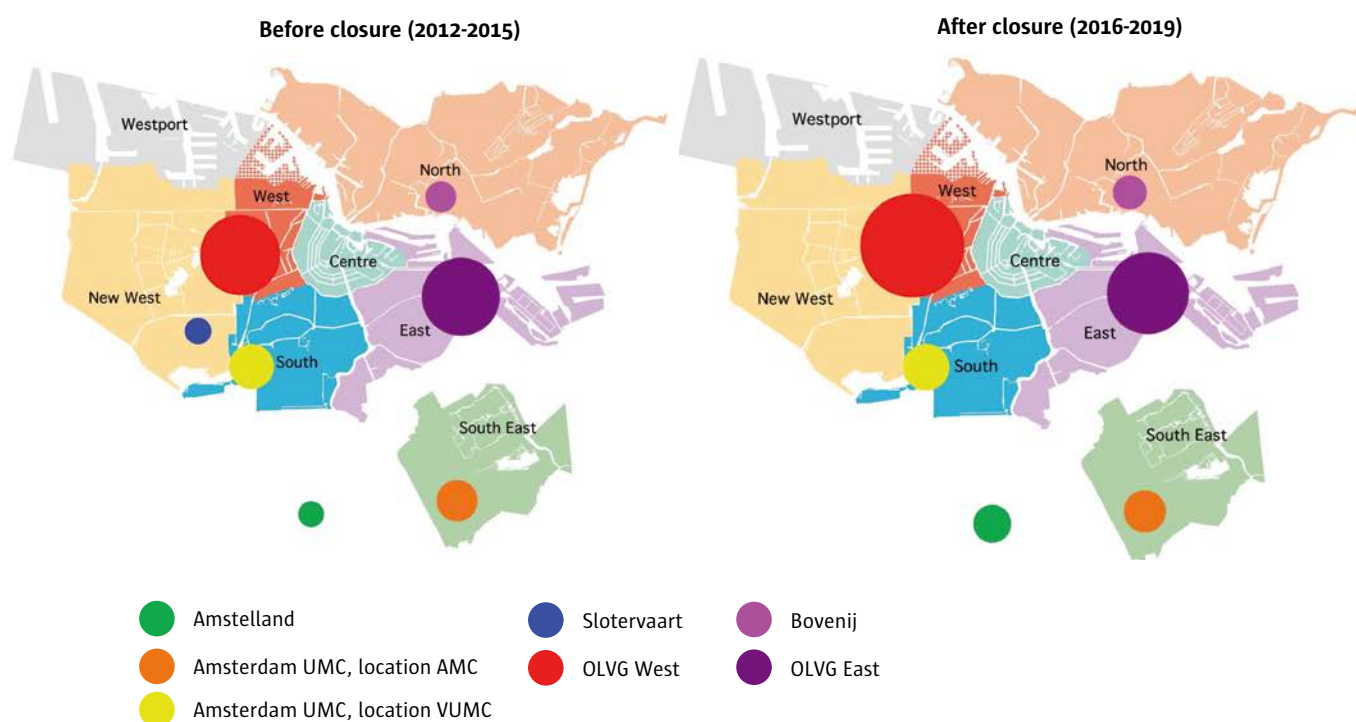 Before closure (2012-2015)
Westport
North
West
Centre
New West
East
South
South East
After closure (2016-2019)
Westport
North
West
Centre
New West
East
South
South East
Amstelland
Slotervaart
Bovenij
Amsterdam UMC, location AMC
OLVG West
OLVG East
Amsterdam UMC, location VUMC